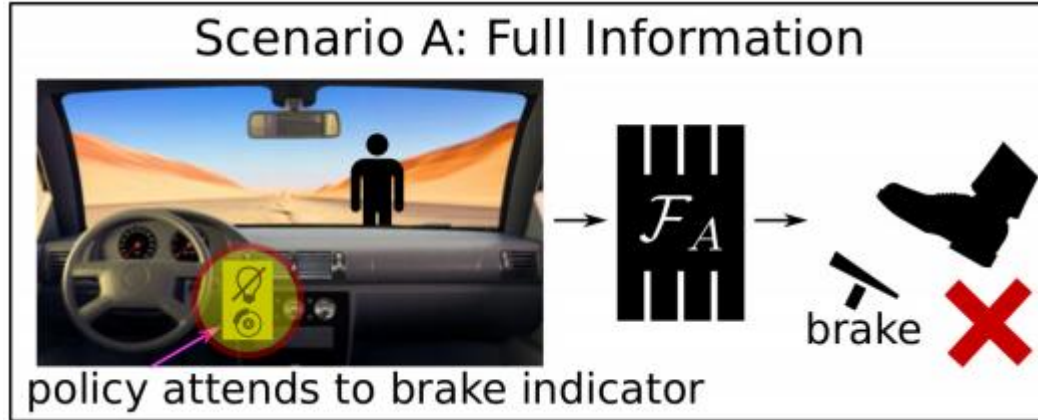 Scenario A: Full Information
F_A
brake
policy attends to brake indicator